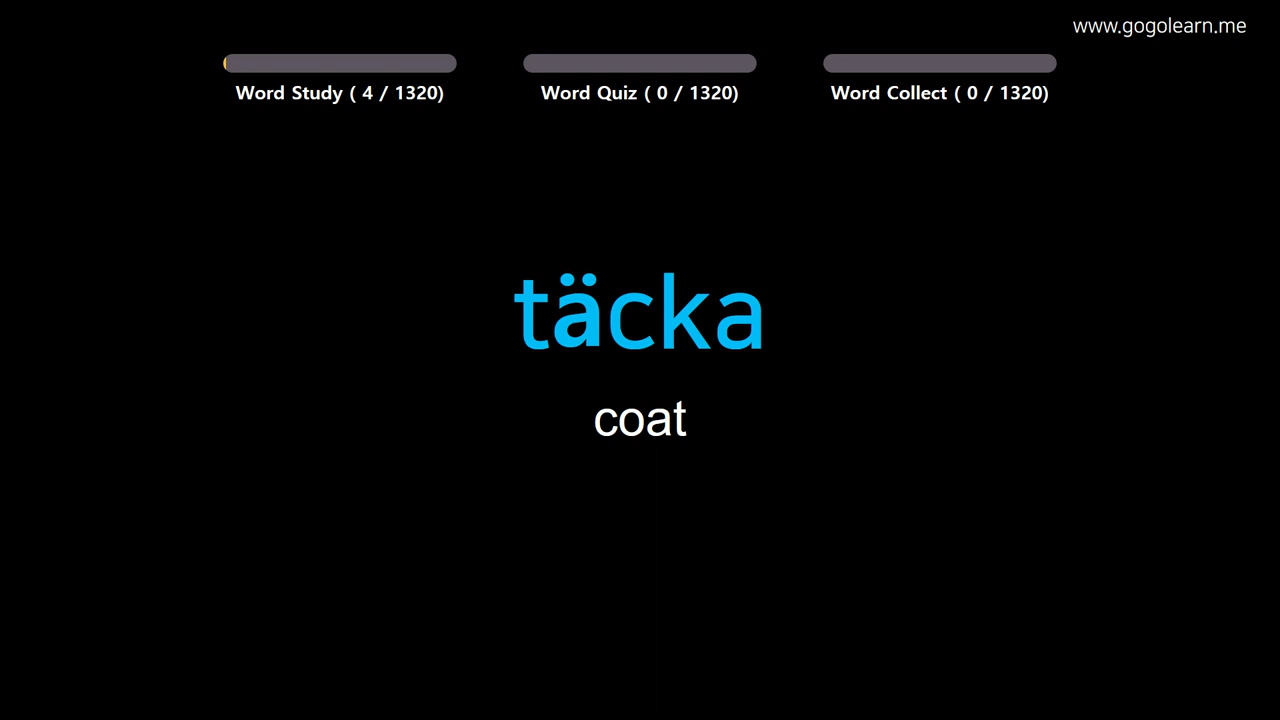 www.gogolearn.me
Word Study ( 4 / 1320)
Word Quiz ( 0 / 1320)
Word Collect ( 0 / 1320)
täcka
coat